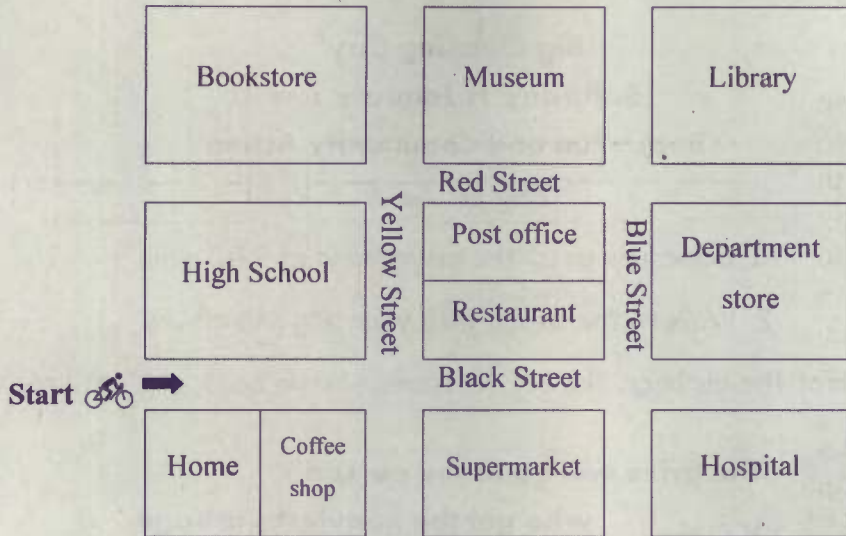 Bookstore
Museum
Library
Red Street
High School
Yellow Street
Post office
Restaurant
Blue Street
Department
store
Start
Black Street
Home
Coffee
shop
Supermarket
Hospital